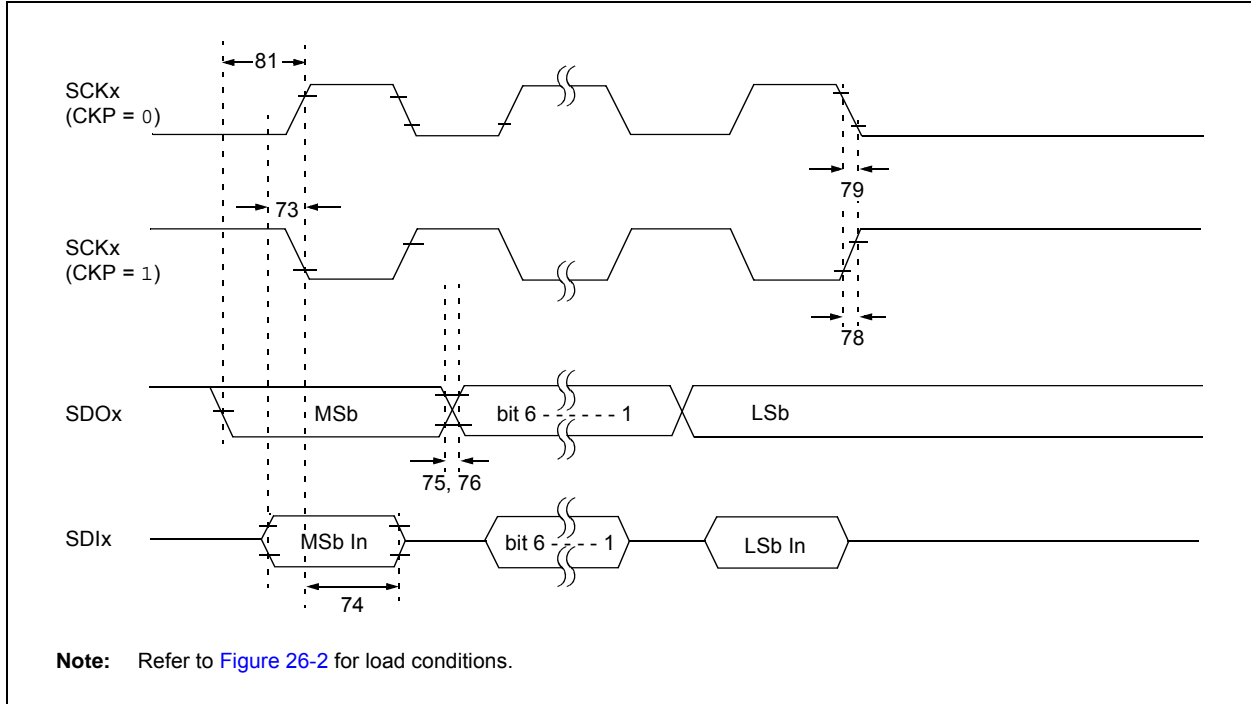 81
SCKx
(CKP = 0)
79
73
SCKx
(CKP = 1)
78
SDOx
MSb
bit 6 - - - - - - 1
LSb
75, 76
SDIx
MSb In
bit 6 - - - - 1
LSb In
74
Note: Refer to Figure 26-2 for load conditions.